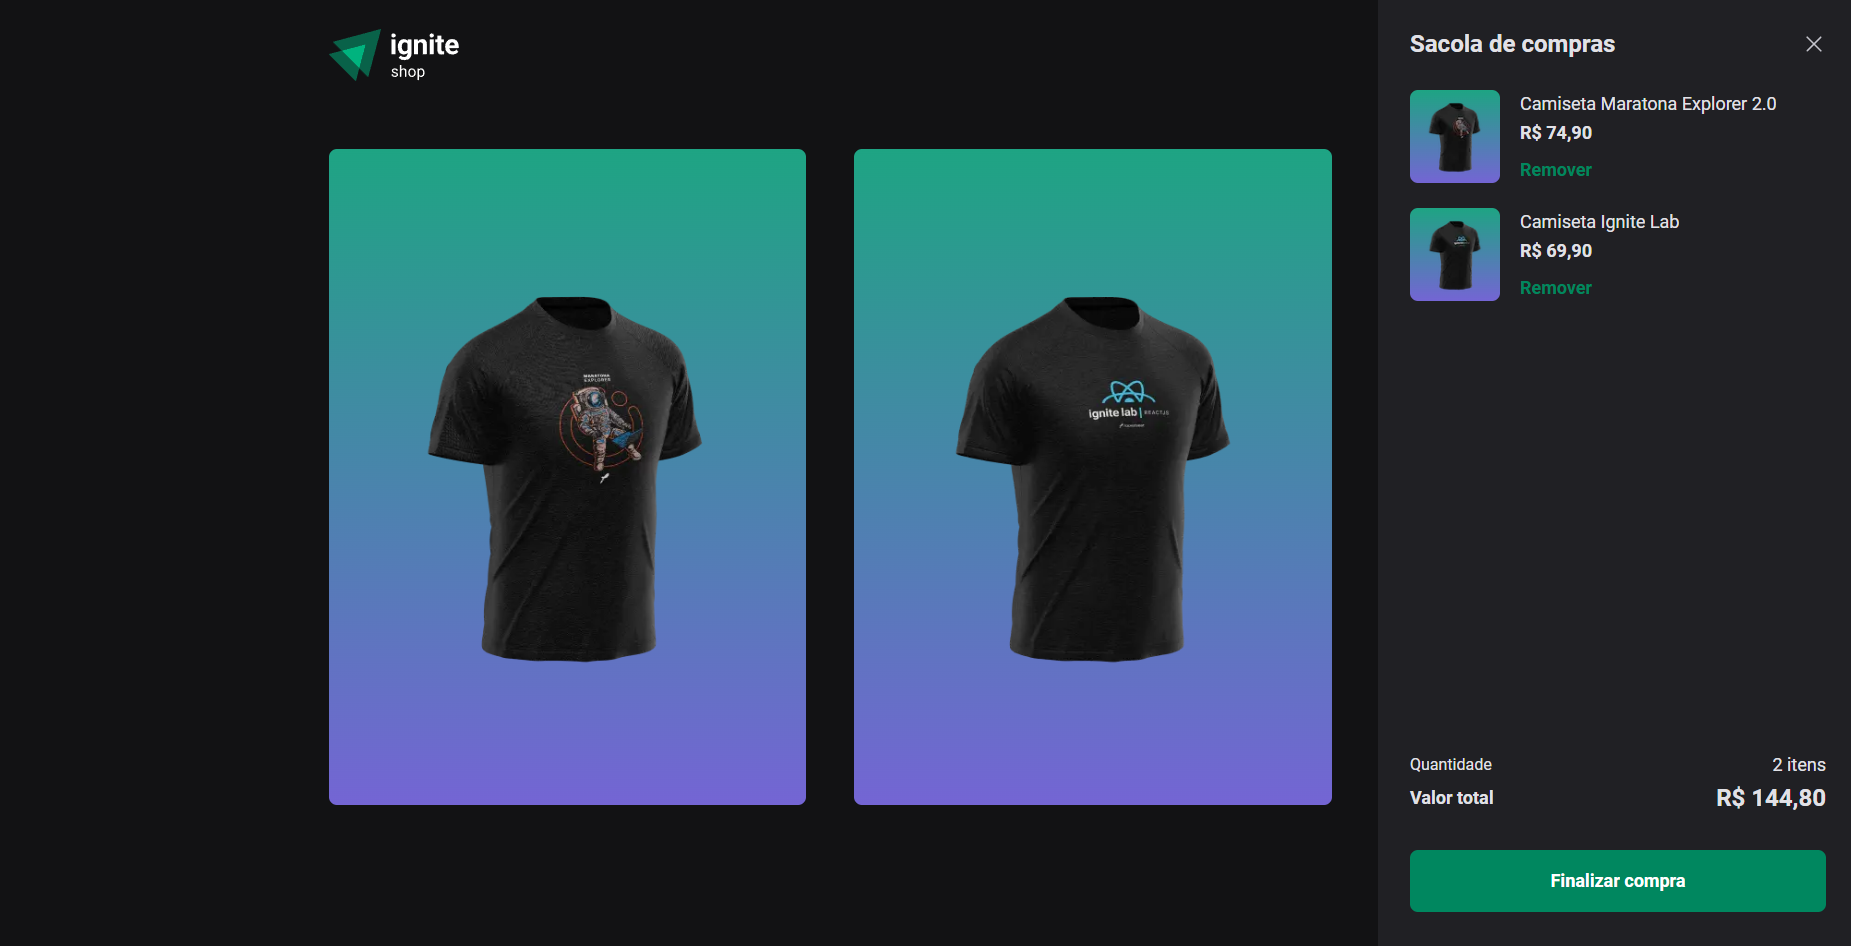 ignite
shop
MARATONA
EXPLORER
ignite lab | REACTJS
Sacola de compras
Camiseta Maratona Explorer 2.0
R$ 74,90
Remover
Camiseta Ignite Lab
R$ 69,90
Remover
Quantidade
2 itens
Valor total
R$ 144,80
Finalizar compra